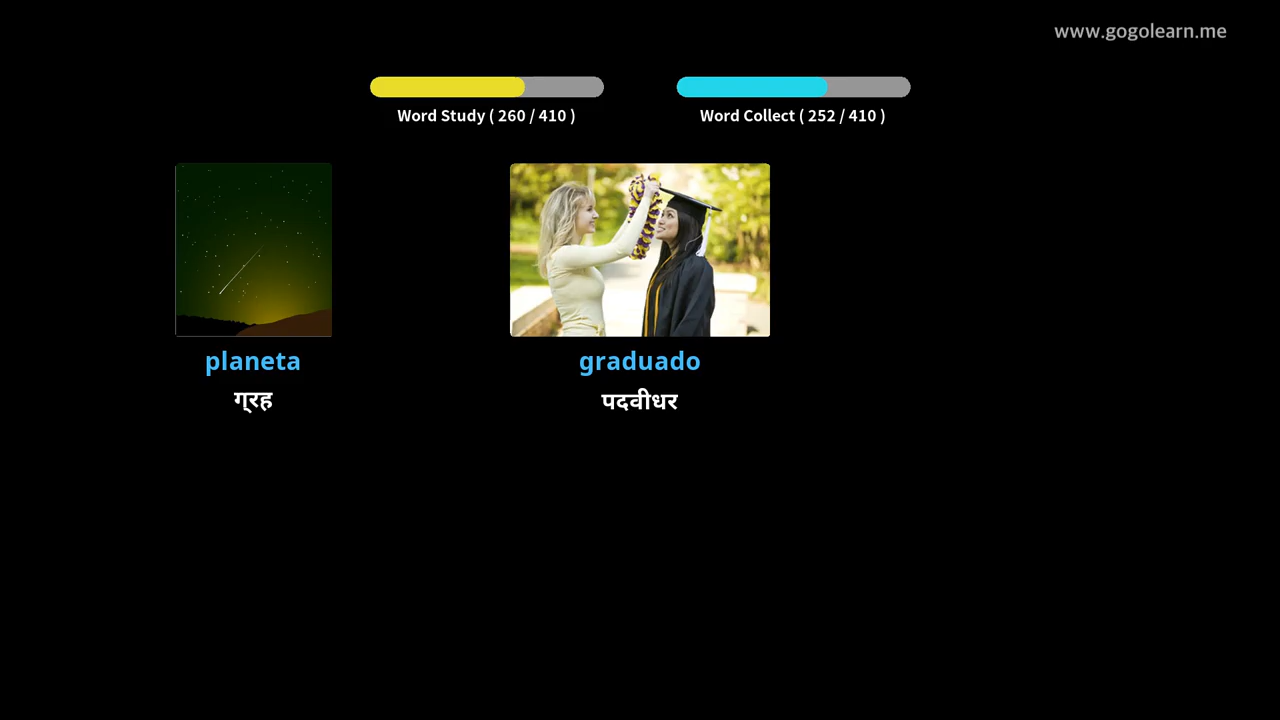 www.gogolearn.me
Word Study ( 260 / 410 )
Word Collect ( 252 / 410 )
planeta
ग्रह
graduado
पदवीधर